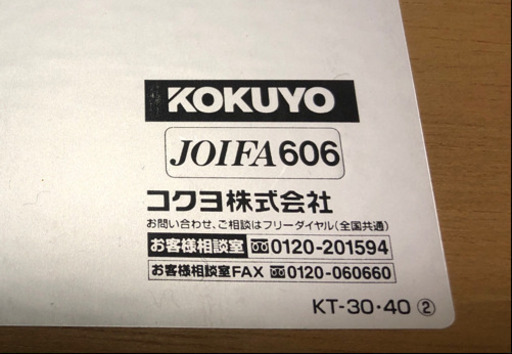 KOKUYO
JOIFA606
コクヨ株式会社
お問い合わせ、ご相談はフリーダイヤル(全国共通)
お客様相談室 0120-201594
お客様相談室FAX 0120-060660
KT-30・40 ②